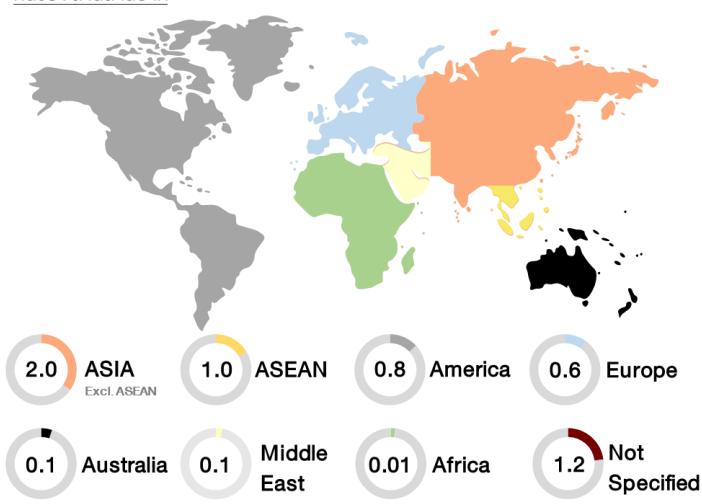 2.0 ASIA
Excl. ASEAN
1.0 ASEAN
0.8 America
0.6 Europe
0.1 Australia
0.1 Middle
East
0.01 Africa
1.2 Not
Specified